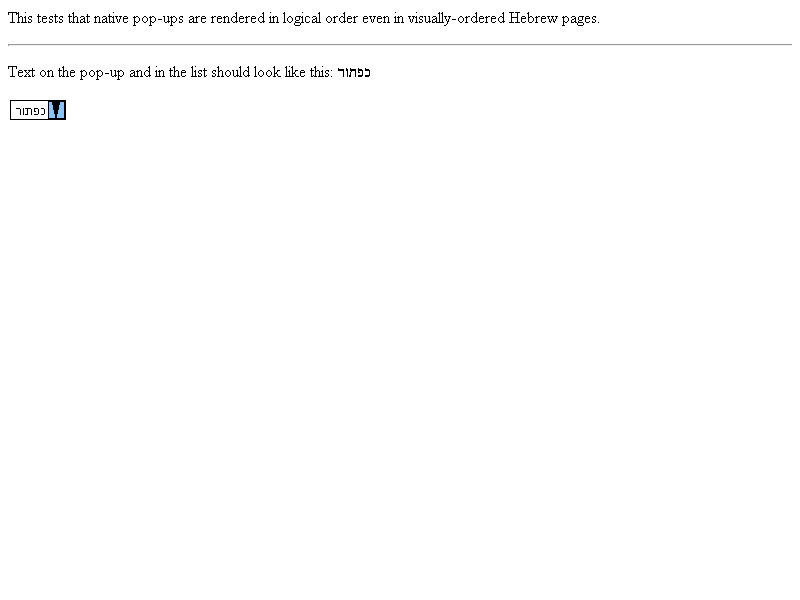 This tests that native pop-ups are rendered in logical order even in visually-ordered Hebrew pages.
Text on the pop-up and in the list should look like this: כפתור
כפתור